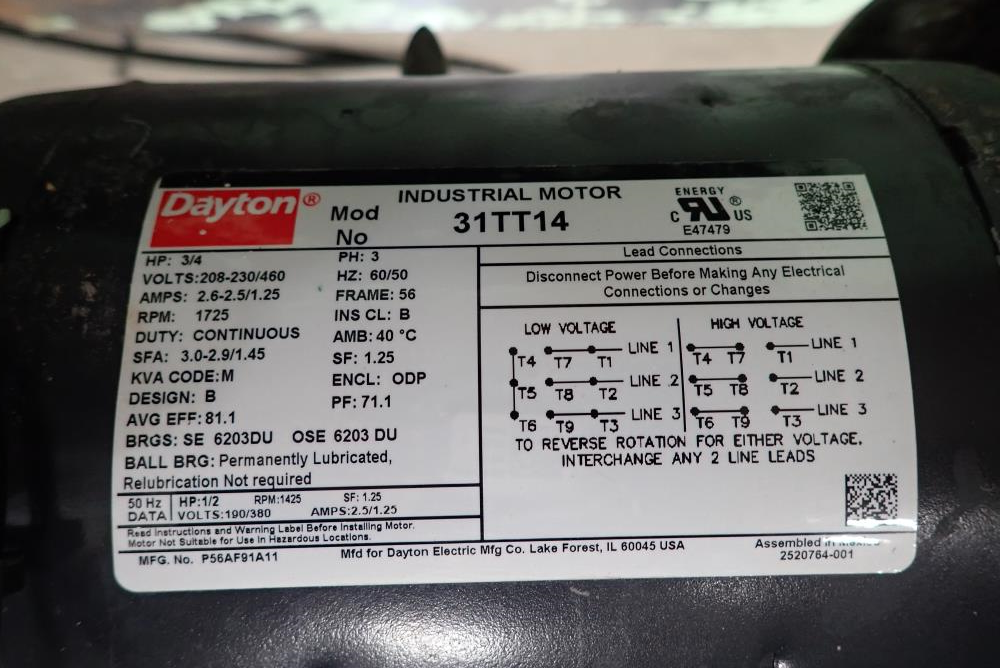 Dayton®
INDUSTRIAL MOTOR
Mod No
31TT14
ENERGY
C RU ® US
E47479
HP: 3/4
PH: 3
VOLTS:208-230/460
HZ: 60/50
AMPS: 2.6-2.5/1.25
FRAME: 56
RPM: 1725
INS CL: B
DUTY: CONTINUOUS
AMB: 40 °C
SFA: 3.0-2.9/1.45
SF: 1.25
KVA CODE:M
ENCL: ODP
DESIGN: B
PF: 71.1
AVG EFF:81.1
BRGS: SE 6203DU OSE 6203 DU
BALL BRG: Permanently Lubricated,
Relubrication Not required
50 Hz DATA
HP:1/2 RPM:1425 SF: 1.25
VOLTS:190/380 AMPS:2.5/1.25
Read Instructions and Warning Label Before Installing Motor.
Motor Not Suitable for Use In Hazardous Locations.
Lead Connections
Disconnect Power Before Making Any Electrical
Connections or Changes
LOW VOLTAGE
T4 T7 T1 LINE 1
T5 T8 T2 LINE 2
T6 T9 T3 LINE 3
HIGH VOLTAGE
T4 T7 T1 LINE 1
T5 T8 T2 LINE 2
T6 T9 T3 LINE 3
TO REVERSE ROTATION FOR EITHER VOLTAGE,
INTERCHANGE ANY 2 LINE LEADS
MFG. No. P56AF91A11
Mfd for Dayton Electric Mfg Co. Lake Forest, IL 60045 USA
Assembled in Mexico
2520764-001